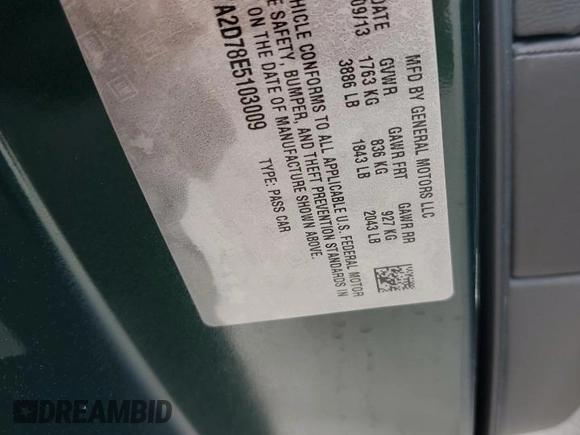 MFD BY GENERAL MOTORS LLC
DATE GVWR GAWR FRT GAWR RR
09/13 1763 KG 836 KG 927 KG
3886 LB 1843 LB 2043 LB
VEHICLE CONFORMS TO ALL APPLICABLE U.S. FEDERAL MOTOR
SAFETY, BUMPER, AND THEFT PREVENTION STANDARDS IN
ON THE DATE OF MANUFACTURE SHOWN ABOVE.
A2D78E5103009 TYPE: PASS CAR
DREAMBID